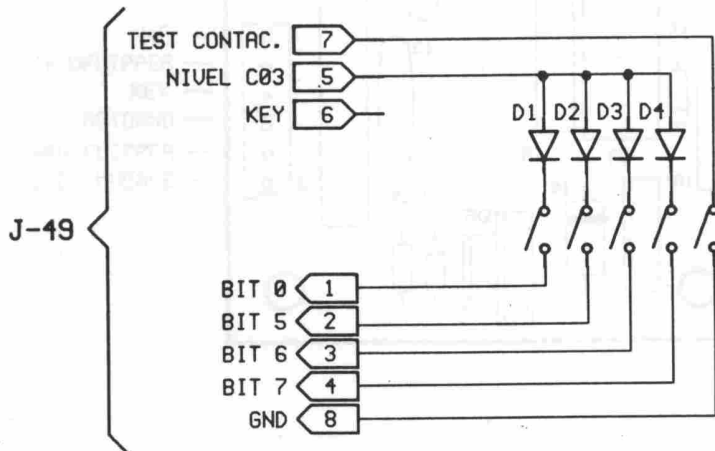 TEST CONTAC. 7
NIVEL C03 5
KEY 6
D1 D2 D3 D4
J-49
BIT 0 1
BIT 5 2
BIT 6 3
BIT 7 4
GND 8